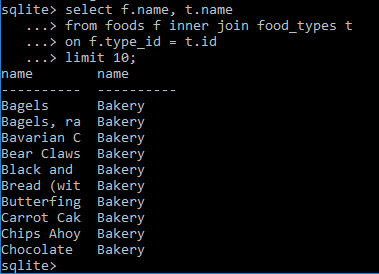 sqlite> select f.name, t.name
   ...> from foods f inner join food_types t
   ...> on f.type_id = t.id
   ...> limit 10;
name        name
----------  ----------
Bagels      Bakery
Bagels, ra  Bakery
Bavarian C  Bakery
Bear Claws  Bakery
Black and   Bakery
Bread (wit  Bakery
Butterfing  Bakery
Carrot Cak  Bakery
Chips Ahoy  Bakery
Chocolate   Bakery
sqlite>